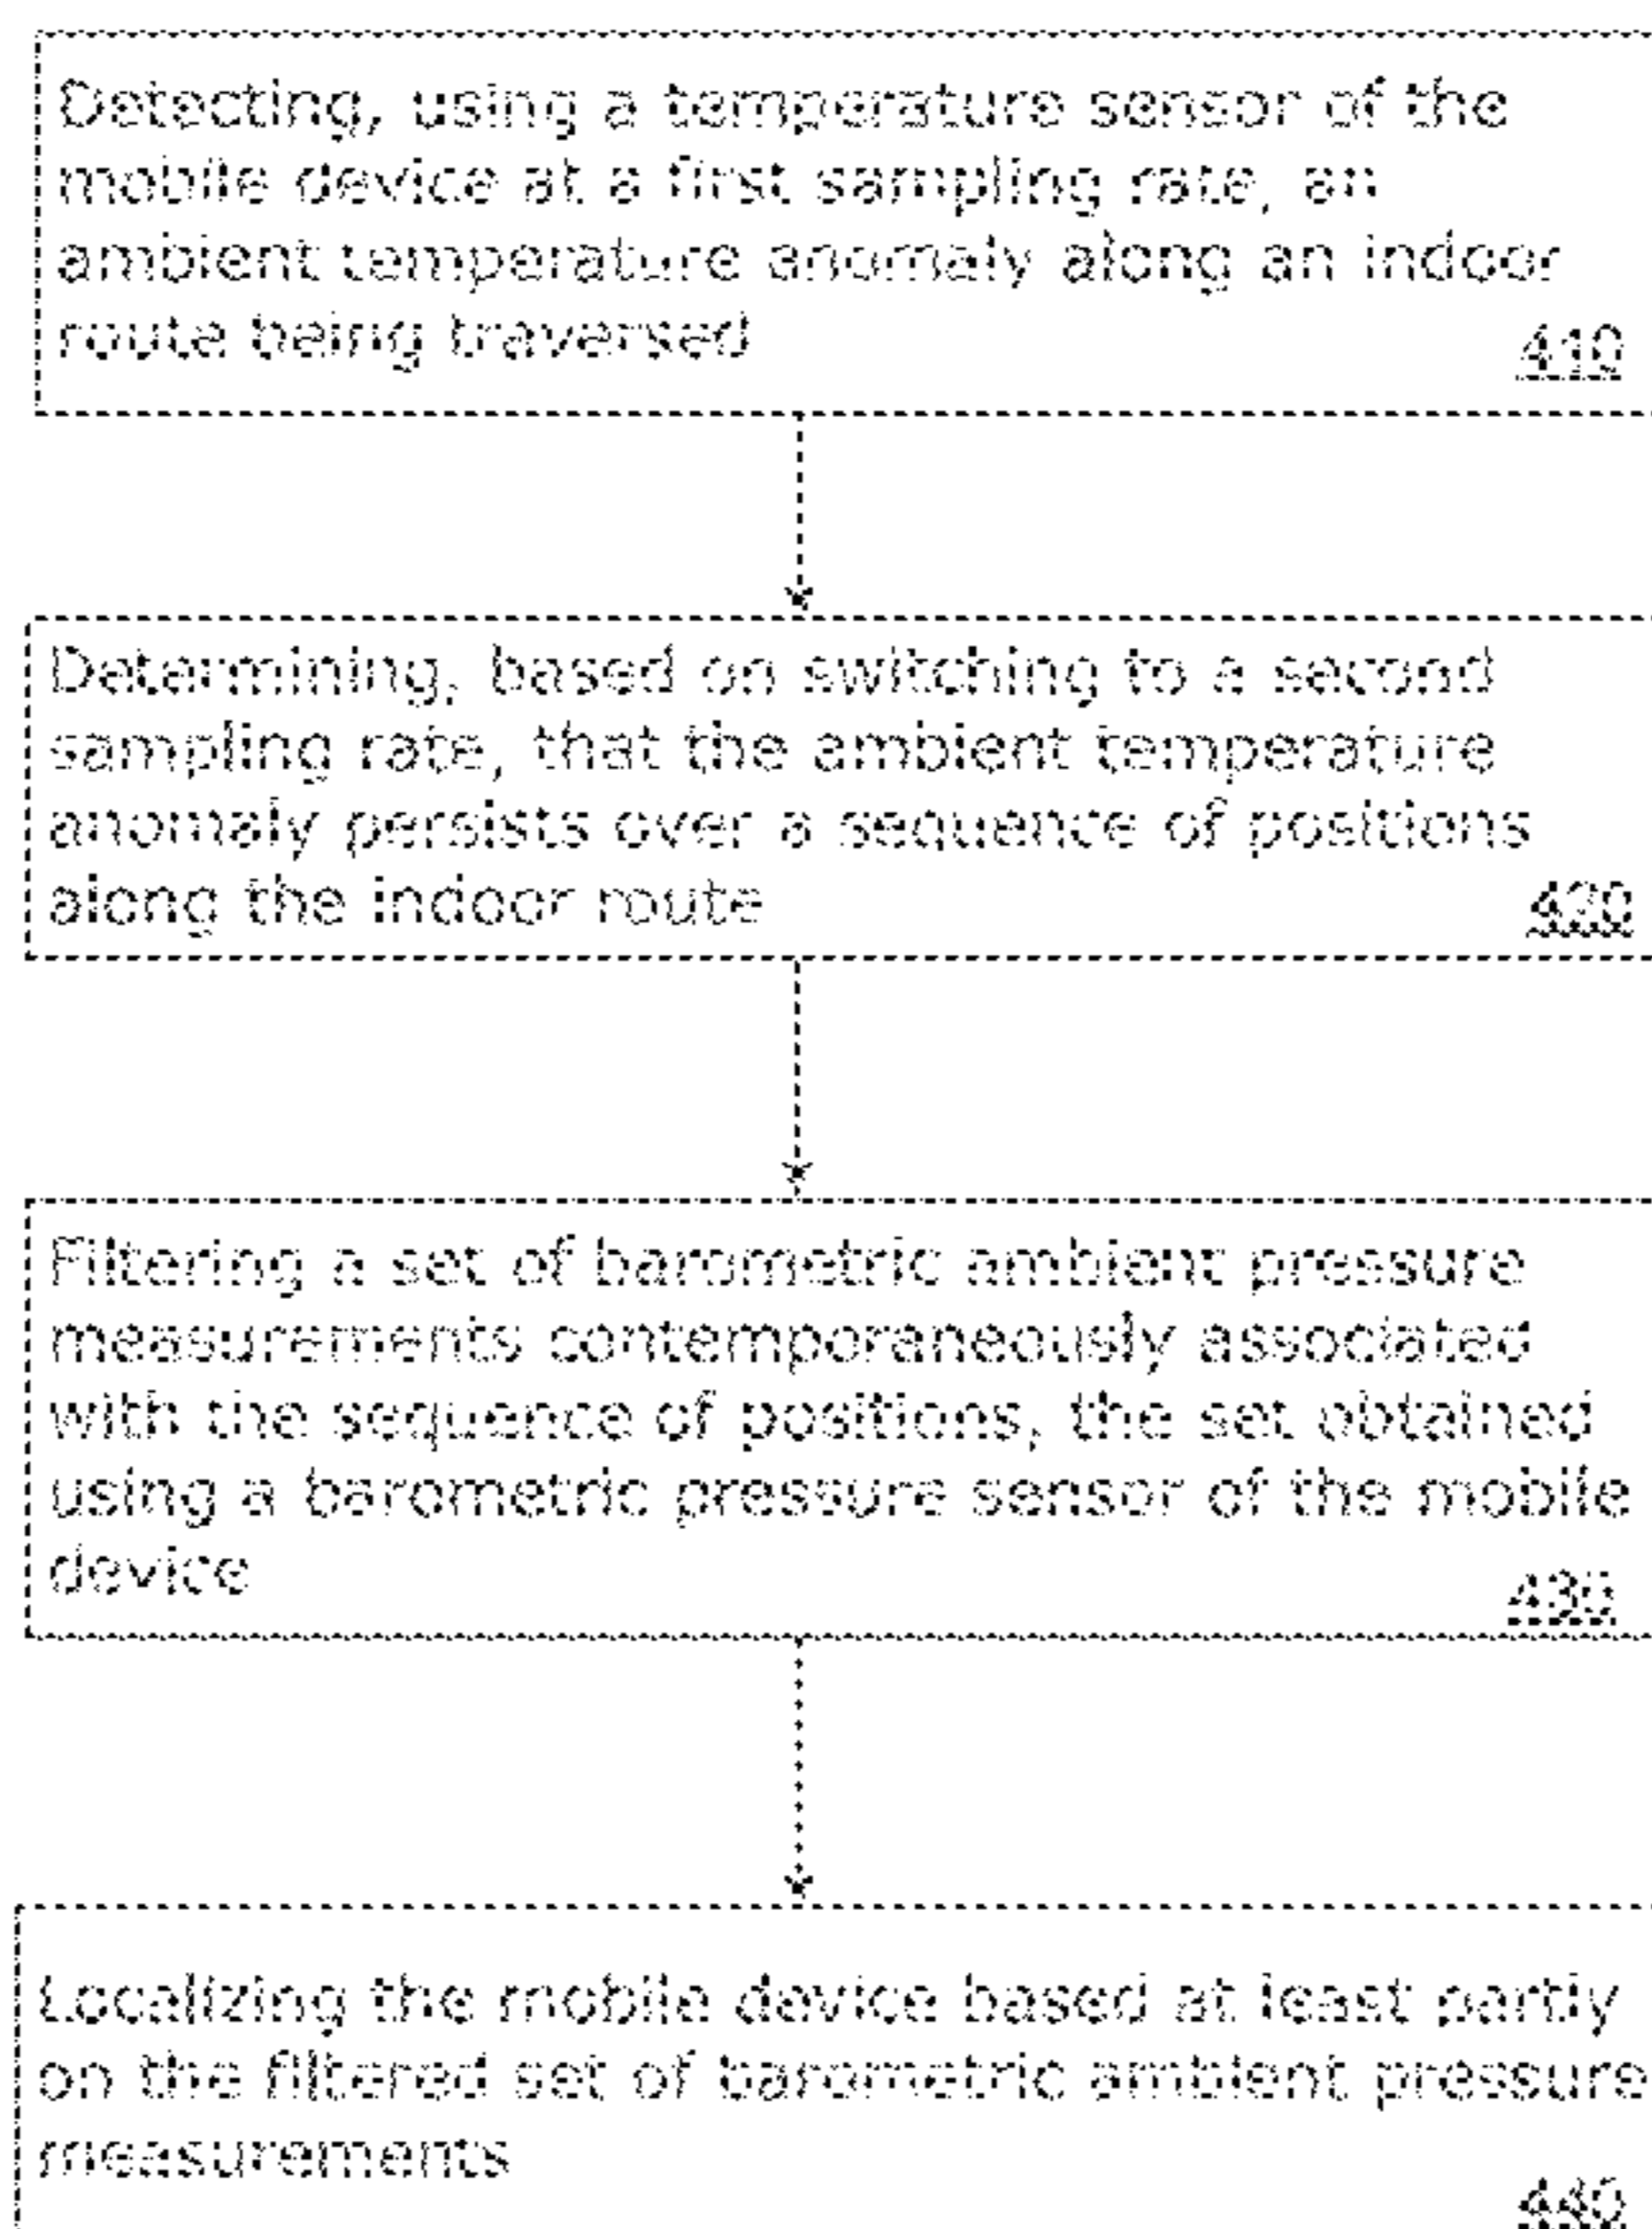 Detecting, using a temperature sensor of the
mobile device at a first sampling rate, an
ambient temperature anomaly along an indoor
route being traversed
410
Determining, based on switching to a second
sampling rate, that the ambient temperature
anomaly persists over a sequence of positions
along the indoor route
420
Filtering a set of barometric ambient pressure
measurements contemporaneously associated
with the sequence of positions, the set obtained
using a barometric pressure sensor of the mobile
device
430
Localizing the mobile device based at least partly
on the filtered set of barometric ambient pressure
measurements
440